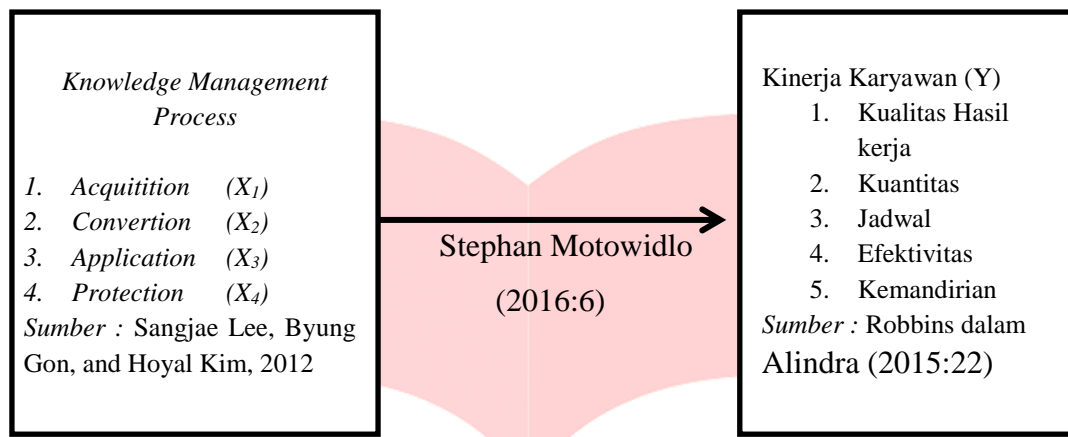 Knowledge Management
Process
1. Acquitition (X1)
2. Convertion (X2)
3. Application (X3)
4. Protection (X4)
Sumber : Sangjae Lee, Byung
Gon, and Hoyal Kim, 2012
Stephan Motowidlo
(2016:6)
Kinerja Karyawan (Y)
1. Kualitas Hasil
kerja
2. Kuantitas
3. Jadwal
4. Efektivitas
5. Kemandirian
Sumber : Robbins dalam
Alindra (2015:22)